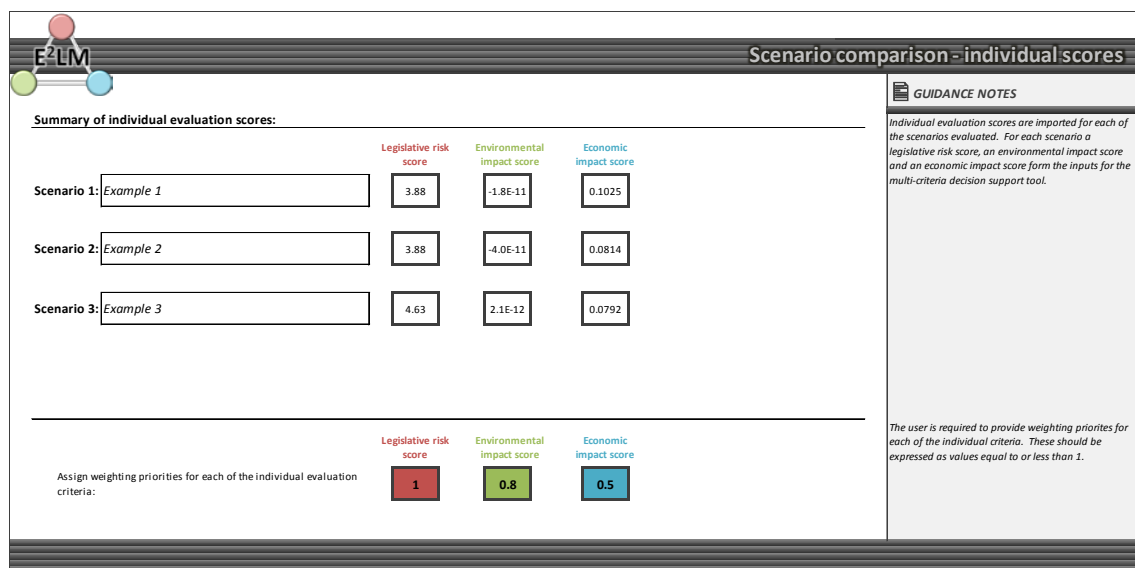 E²LM
Scenario comparison - individual scores
GUIDANCE NOTES
Summary of individual evaluation scores:
Individual evaluation scores are imported for each of
the scenarios evaluated. For each scenario a
legislative risk score, an environmental impact score
and an economic impact score form the inputs for the
multi-criteria decision support tool.
Legislative risk score
Environmental impact score
Economic impact score
Scenario 1: Example 1 3.88 -1.8E-11 0.1025
Scenario 2: Example 2 3.88 -4.0E-11 0.0814
Scenario 3: Example 3 4.63 2.1E-12 0.0792
The user is required to provide weighting priorites for
each of the individual criteria. These should be
expressed as values equal to or less than 1.
Legislative risk score
Environmental impact score
Economic impact score
Assign weighting priorities for each of the individual evaluation
criteria:
1 0.8 0.5